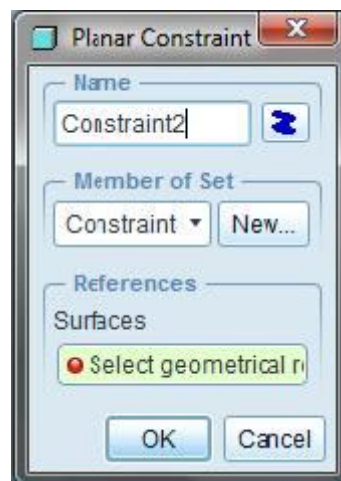 Planar Constraint
Name
Constraint2
Member of Set
Constraint
New...
References
Surfaces
Select geometrical r
OK
Cancel